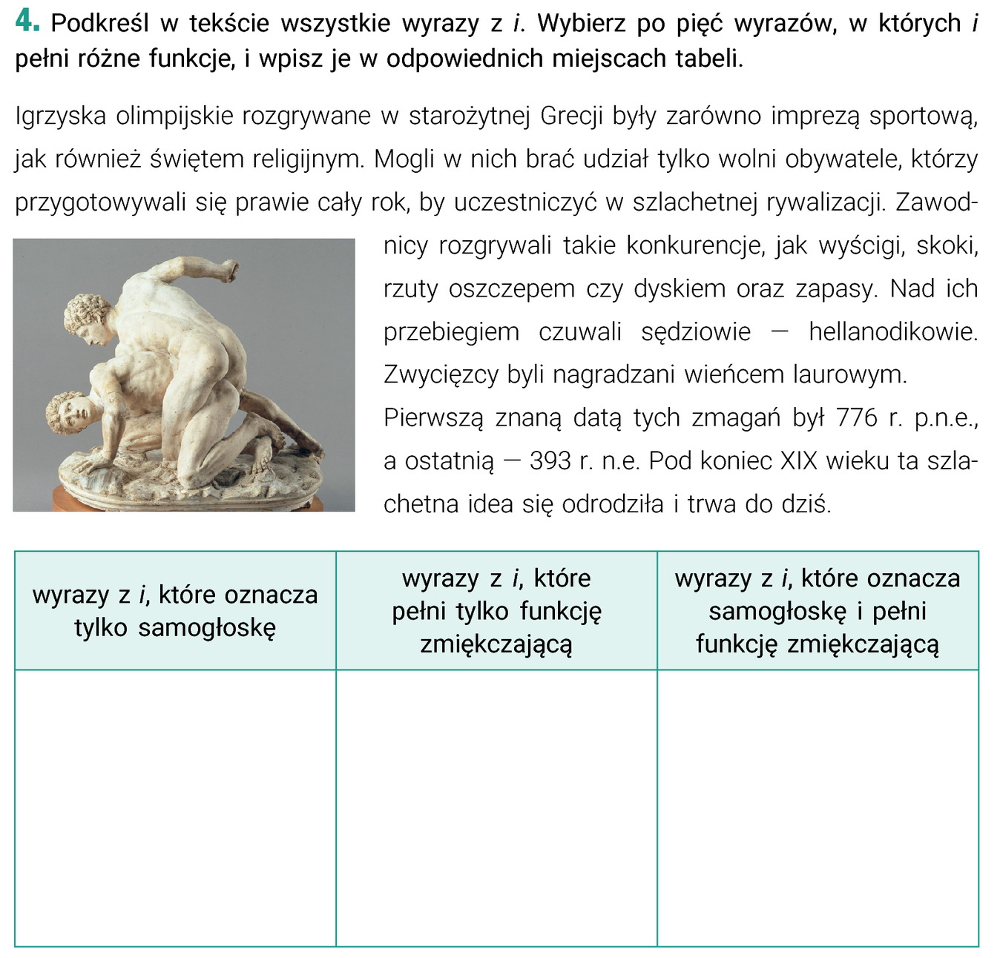 4. Podkreśl w tekście wszystkie wyrazy z i. Wybierz po pięć wyrazów, w których i
pełni różne funkcje, i wpisz je w odpowiednich miejscach tabeli.
Igrzyska olimpijskie rozgrywane w starożytnej Grecji były zarówno imprezą sportową,
jak również świętem religijnym. Mogli w nich brać udział tylko wolni obywatele, którzy
przygotowywali się prawie cały rok, by uczestniczyć w szlachetnej rywalizacji. Zawod-
nicy rozgrywali takie konkurencje, jak wyścigi, skoki,
rzuty oszczepem czy dyskiem oraz zapasy. Nad ich
przebiegiem czuwali sędziowie — hellanodikowie.
Zwycięzcy byli nagradzani wieńcem laurowym.
Pierwszą znaną datą tych zmagań był 776 r. p.n.e.,
a ostatnią — 393 r. n.e. Pod koniec XIX wieku ta szla-
chetna idea się odrodziła i trwa do dziś.
wyrazy z i, które oznacza
tylko samogłoskę
wyrazy z i, które
pełni tylko funkcję
zmiękczającą
wyrazy z i, które oznacza
samogłoskę i pełni
funkcję zmiękczającą